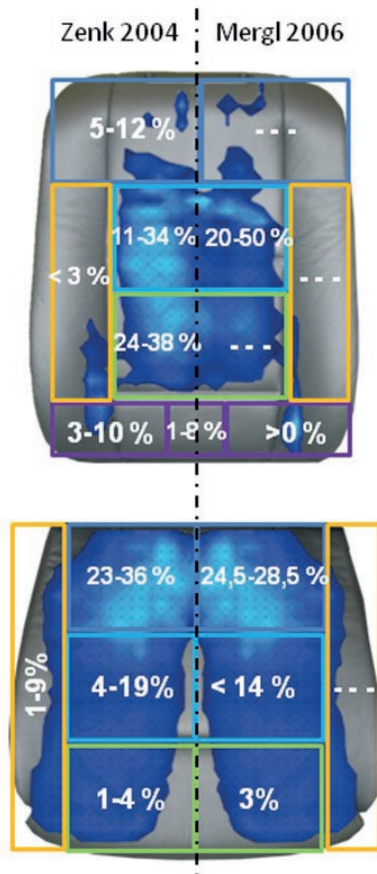 Zenk 2004 Mergl 2006
5-12 % ---
11-34 % 20-50 %
< 3 % ---
24-38 % ---
3-10 % 1-8 % >0 %
23-36 % 24,5-28,5 %
1-9%
4-19% < 14 % ---
1-4 % 3%